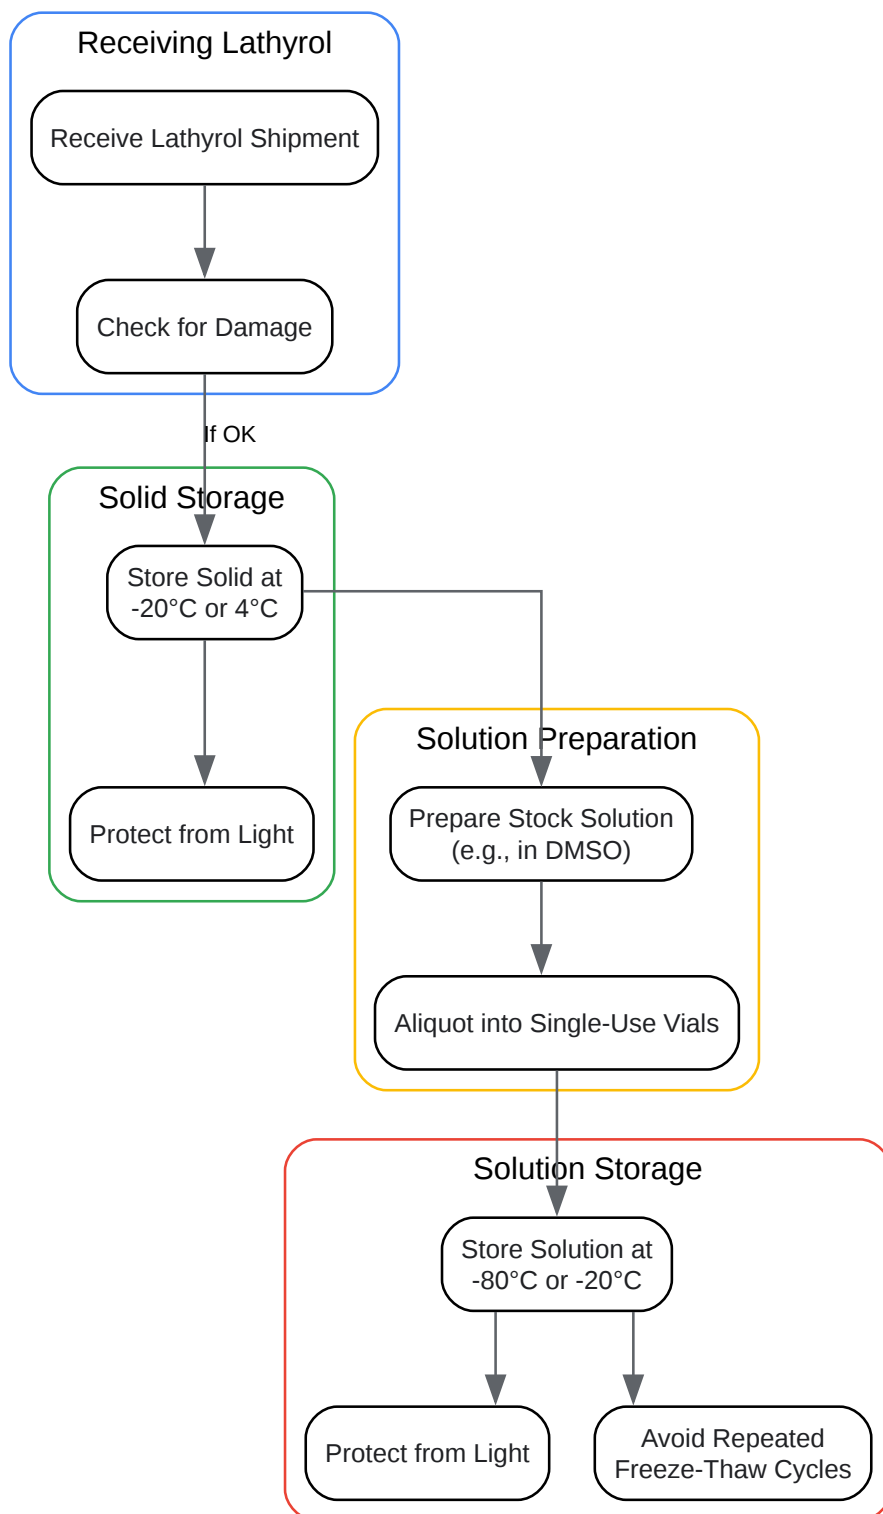 Receiving Lathyrol
Receive Lathyrol Shipment
Check for Damage
If OK
Solid Storage
Store Solid at
-20°C or 4°C
Protect from Light
Solution Preparation
Prepare Stock Solution
(e.g., in DMSO)
Aliquot into Single-Use Vials
Solution Storage
Store Solution at
-80°C or -20°C
Protect from Light
Avoid Repeated
Freeze-Thaw Cycles